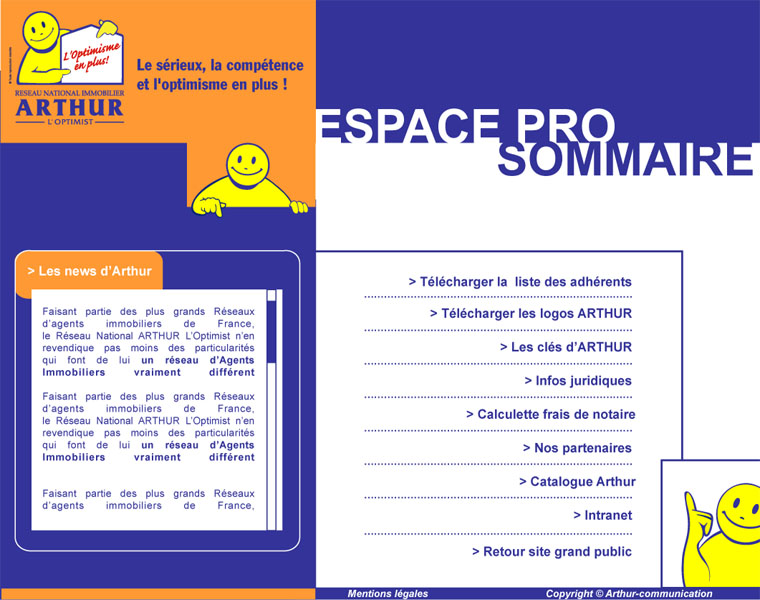 L'Optimisme
en plus!
RESEAU NATIONAL IMMOBILIER
ARTHUR
L'OPTIMIST
Le sérieux, la compétence
et l'optimisme en plus !
ESPACE PRO
SOMMAIRE
> Les news d'Arthur
Faisant partie des plus grands Réseaux
d'agents immobiliers de France,
le Réseau National ARTHUR L'Optimist n'en
revendique pas moins des particularités
qui font de lui un réseau d'Agents
Immobiliers vraiment différent
Faisant partie des plus grands Réseaux
d'agents immobiliers de France,
le Réseau National ARTHUR L'Optimist n'en
revendique pas moins des particularités
qui font de lui un réseau d'Agents
Immobiliers vraiment différent
Faisant partie des plus grands Réseaux
d'agents immobiliers de France,
> Télécharger la liste des adhérents
> Télécharger les logos ARTHUR
> Les clés d'ARTHUR
> Infos juridiques
> Calculette frais de notaire
> Nos partenaires
> Catalogue Arthur
> Intranet
> Retour site grand public
Mentions légales
Copyright © Arthur-communication